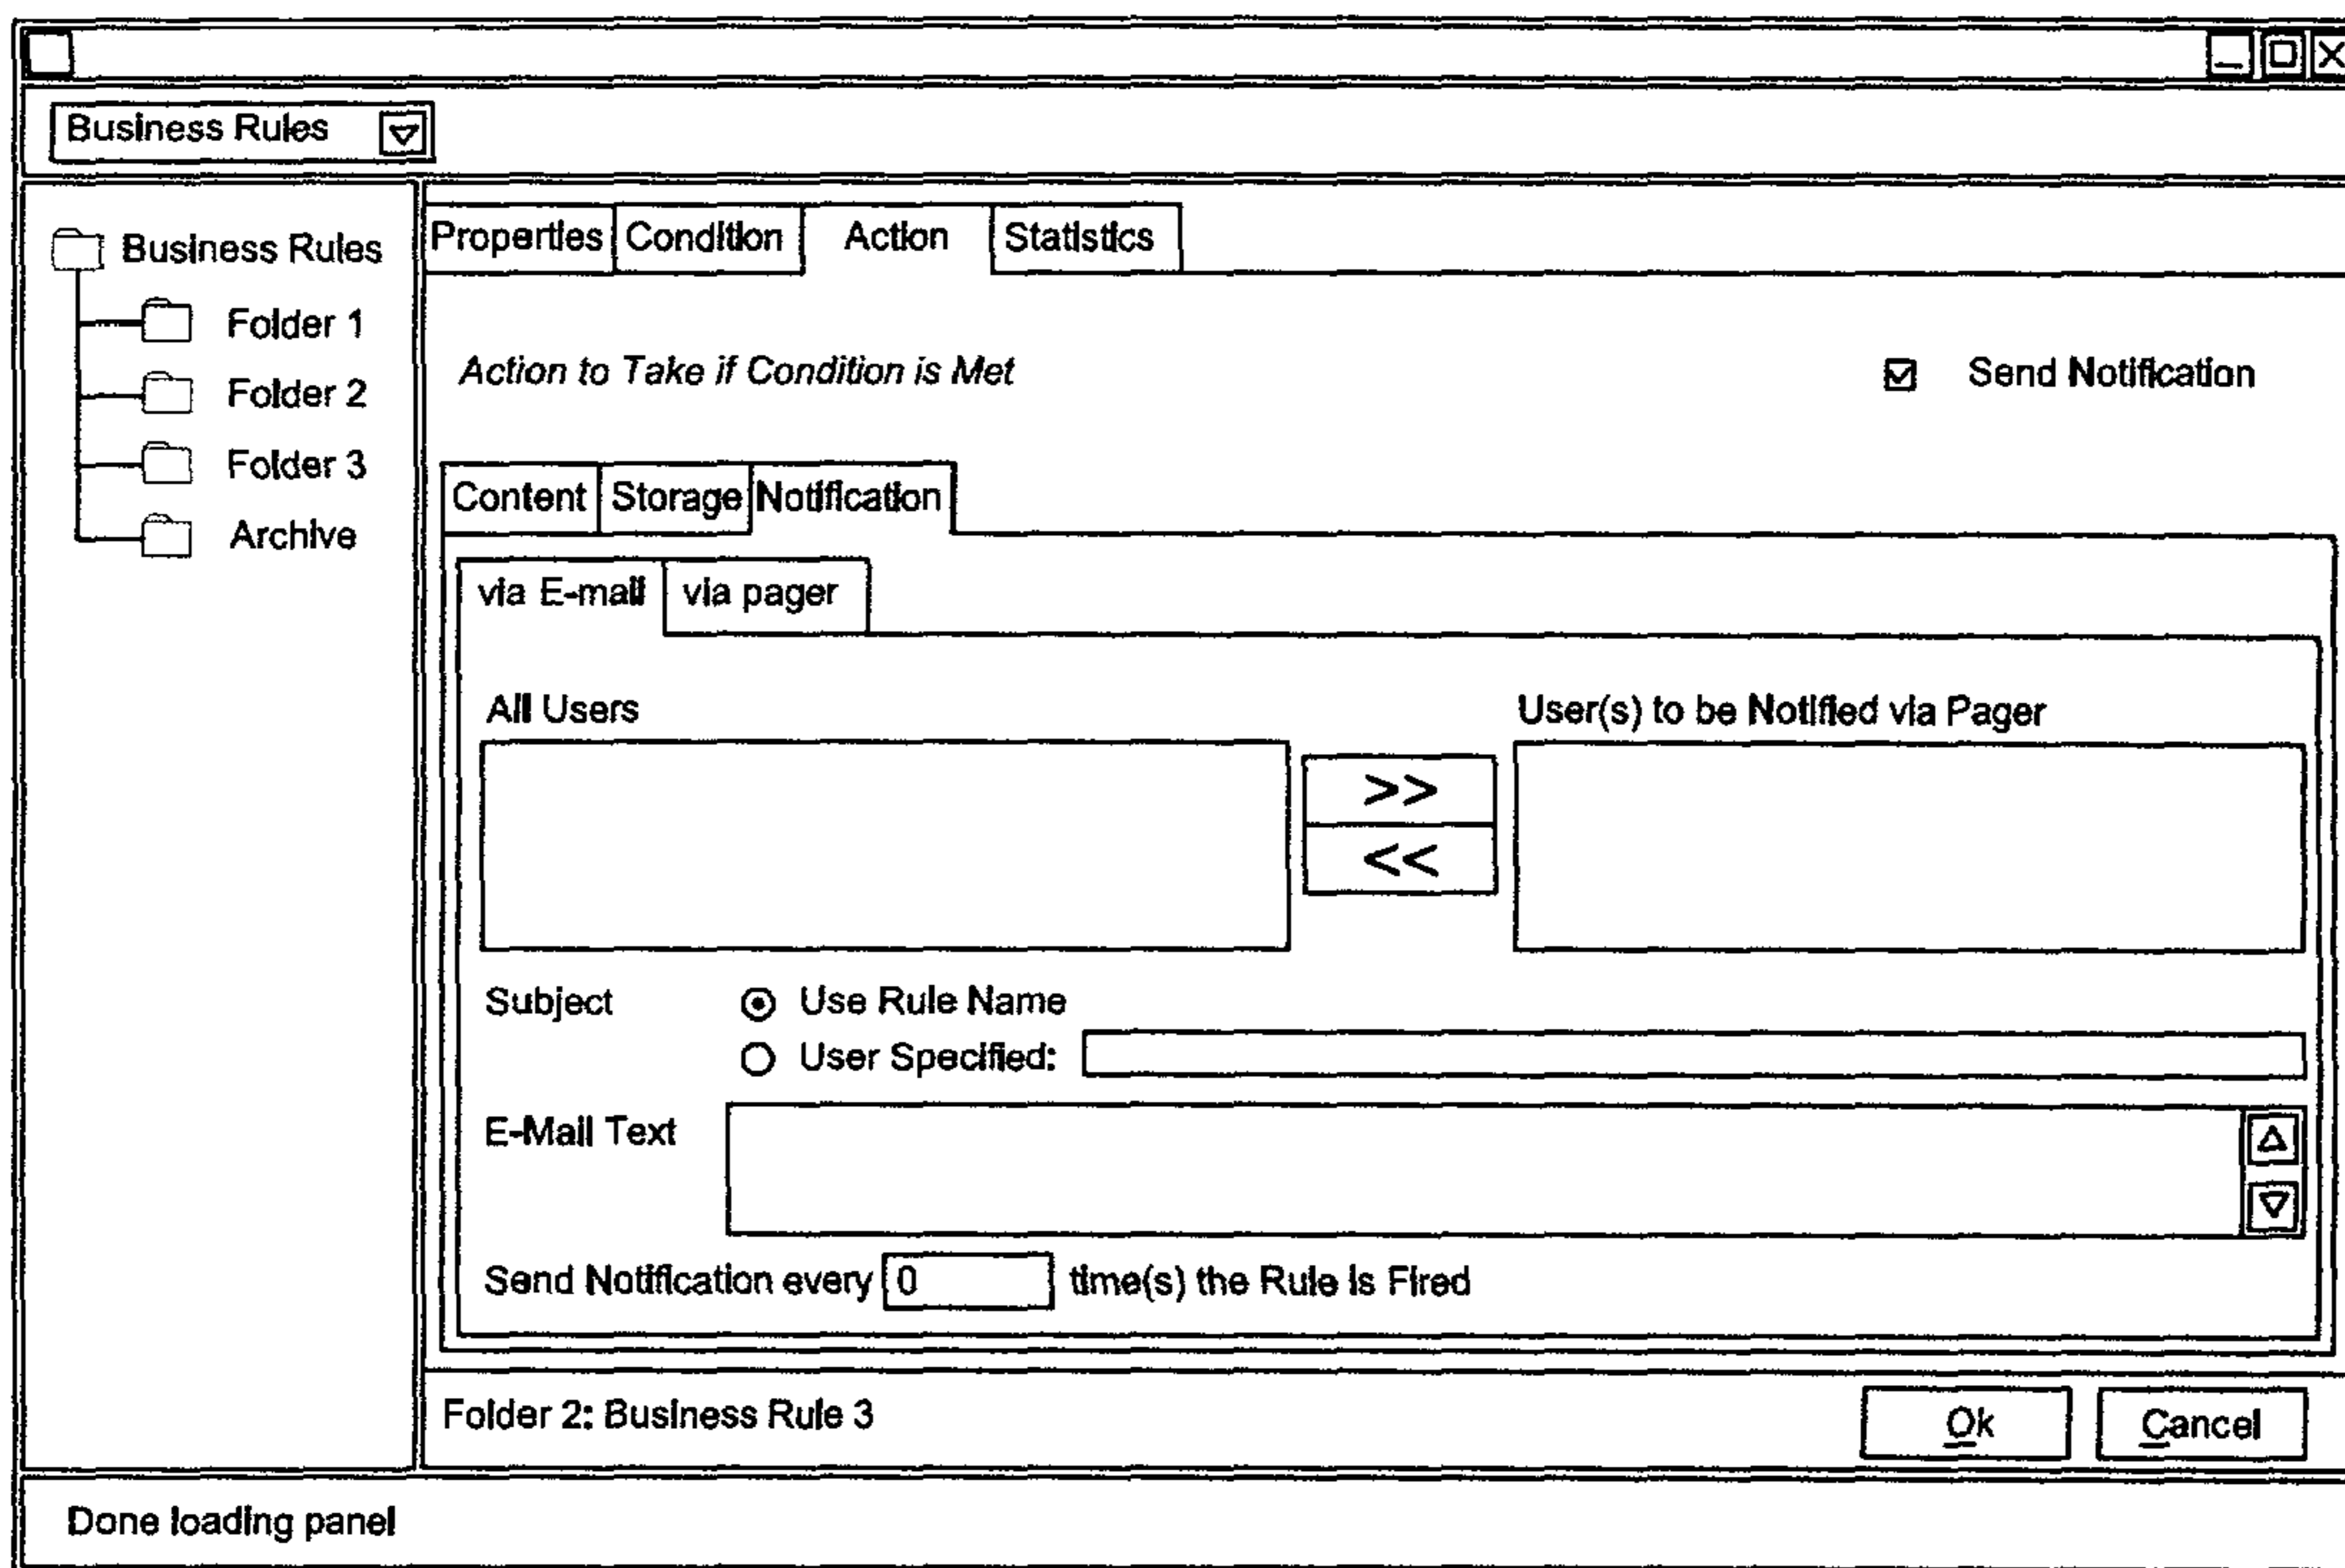 Business Rules
Business Rules
Folder 1
Folder 2
Folder 3
Archive
Properties Condition Action Statistics
Action to Take if Condition is Met Send Notification
Content Storage Notification
via E-mail via pager
All Users User(s) to be Notified via Pager
>>
<<
Subject Use Rule Name
User Specified:
E-Mail Text
Send Notification every 0 time(s) the Rule is Fired
Folder 2: Business Rule 3 Ok Cancel
Done loading panel